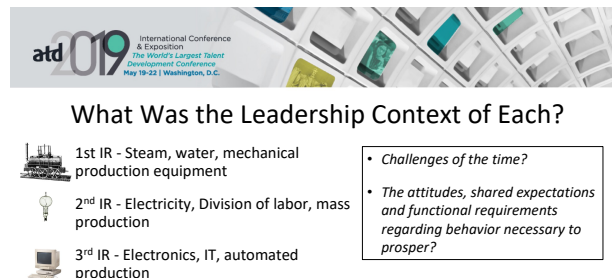 atd 2019
International Conference
& Exposition
The World's Largest Talent
Development Conference
May 19-22 | Washington, D.C.
What Was the Leadership Context of Each?
1st IR - Steam, water, mechanical
production equipment
2nd IR - Electricity, Division of labor, mass
production
3rd IR - Electronics, IT, automated
production
• Challenges of the time?
• The attitudes, shared expectations
and functional requirements
regarding behavior necessary to
prosper?